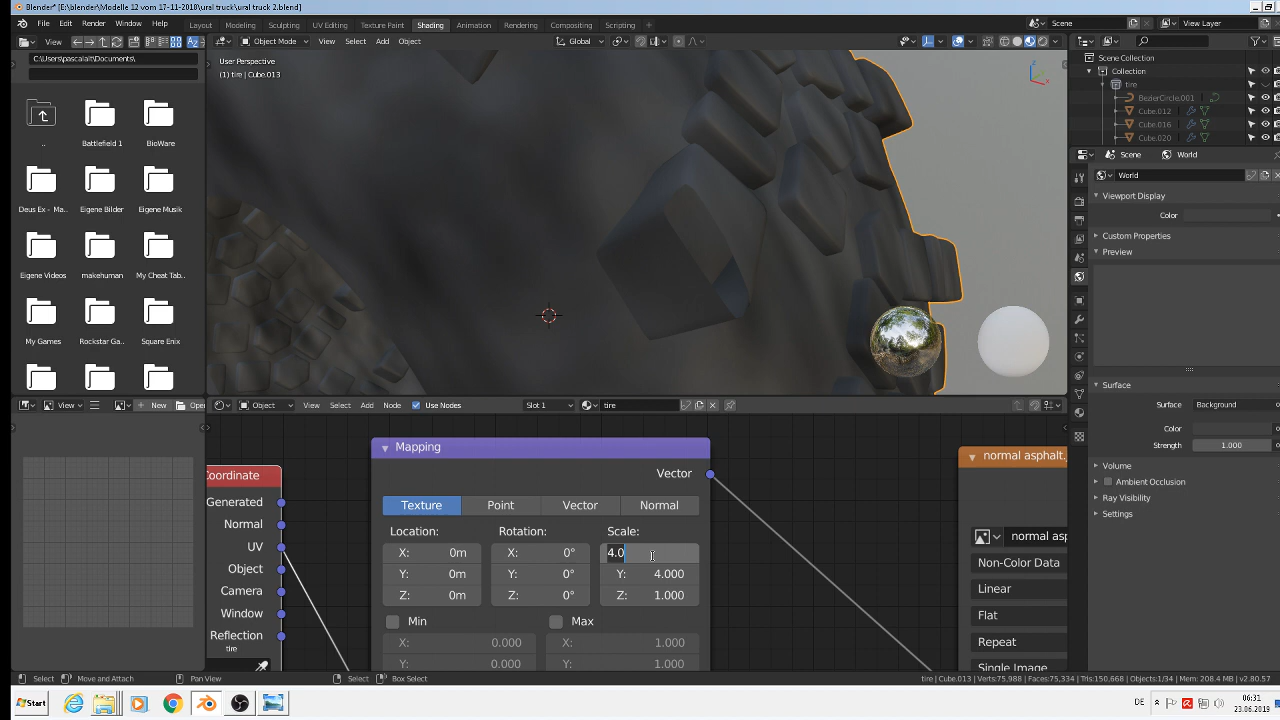 Blender* [E:\blender\Modelle 12 vom 17-11-2018\ural truck\ural truck 2.blend]
File Edit Render Window Help Layout Modeling Sculpting UV Editing Texture Paint Shading Animation Rendering Compositing Scripting Scene View Layer
View Object Mode View Select Add Object Global
C:\Users\pascalalt\Documents\
User Perspective
(1) tire | Cube.013
.. Battlefield 1 BioWare
Deus Ex - Ma.. Eigene Bilder Eigene Musik
Eigene Videos makehuman My Cheat Tab..
My Games Rockstar Ga.. Square Enix
Scene Collection
Collection
tire
BezierCircle.001
Cube.012
Cube.016
Cube.020
Scene World
World
Viewport Display
Color
Custom Properties
Preview
Surface
Surface Background
Color
Strength 1.000
Volume
Ambient Occlusion
Ray Visibility
Settings
View New Open Object View Select Add Node Use Nodes Slot 1 tire
Coordinate
Generated
Normal
UV
Object
Camera
Window
Reflection
tire
Mapping
Vector
Texture Point Vector Normal
Location: Rotation: Scale:
X: 0m X: 0° 4.0
Y: 0m Y: 0° Y: 4.000
Z: 0m Z: 0° Z: 1.000
Min Max
X: 0.000 X: 1.000
Y: 0.000 Y: 1.000
normal asphalt.
normal asp
Non-Color Data
Linear
Flat
Repeat
Single Image
Select Move and Attach Pan View Select Box Select tire | Cube.013 | Verts:75,988 | Faces:75,334 | Tris:150,668 | Objects:1/34 | Mem: 208.4 MB | v2.80.57
Start DE 06:31
23.06.2019